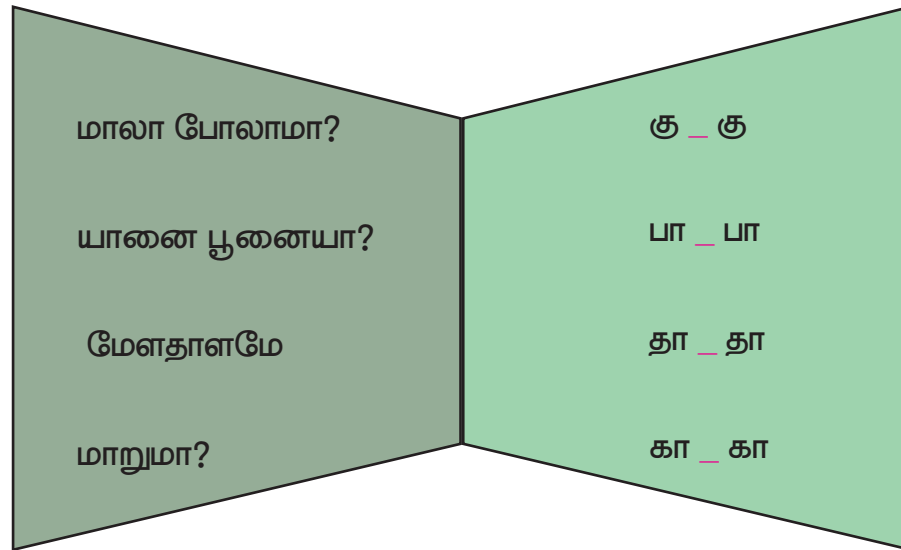 மாலா போலாமா?
யானை பூனையா?
மேளதாளமே
மாறுமா?
கு _ கு
பா _ பா
தா _ தா
கா _ கா